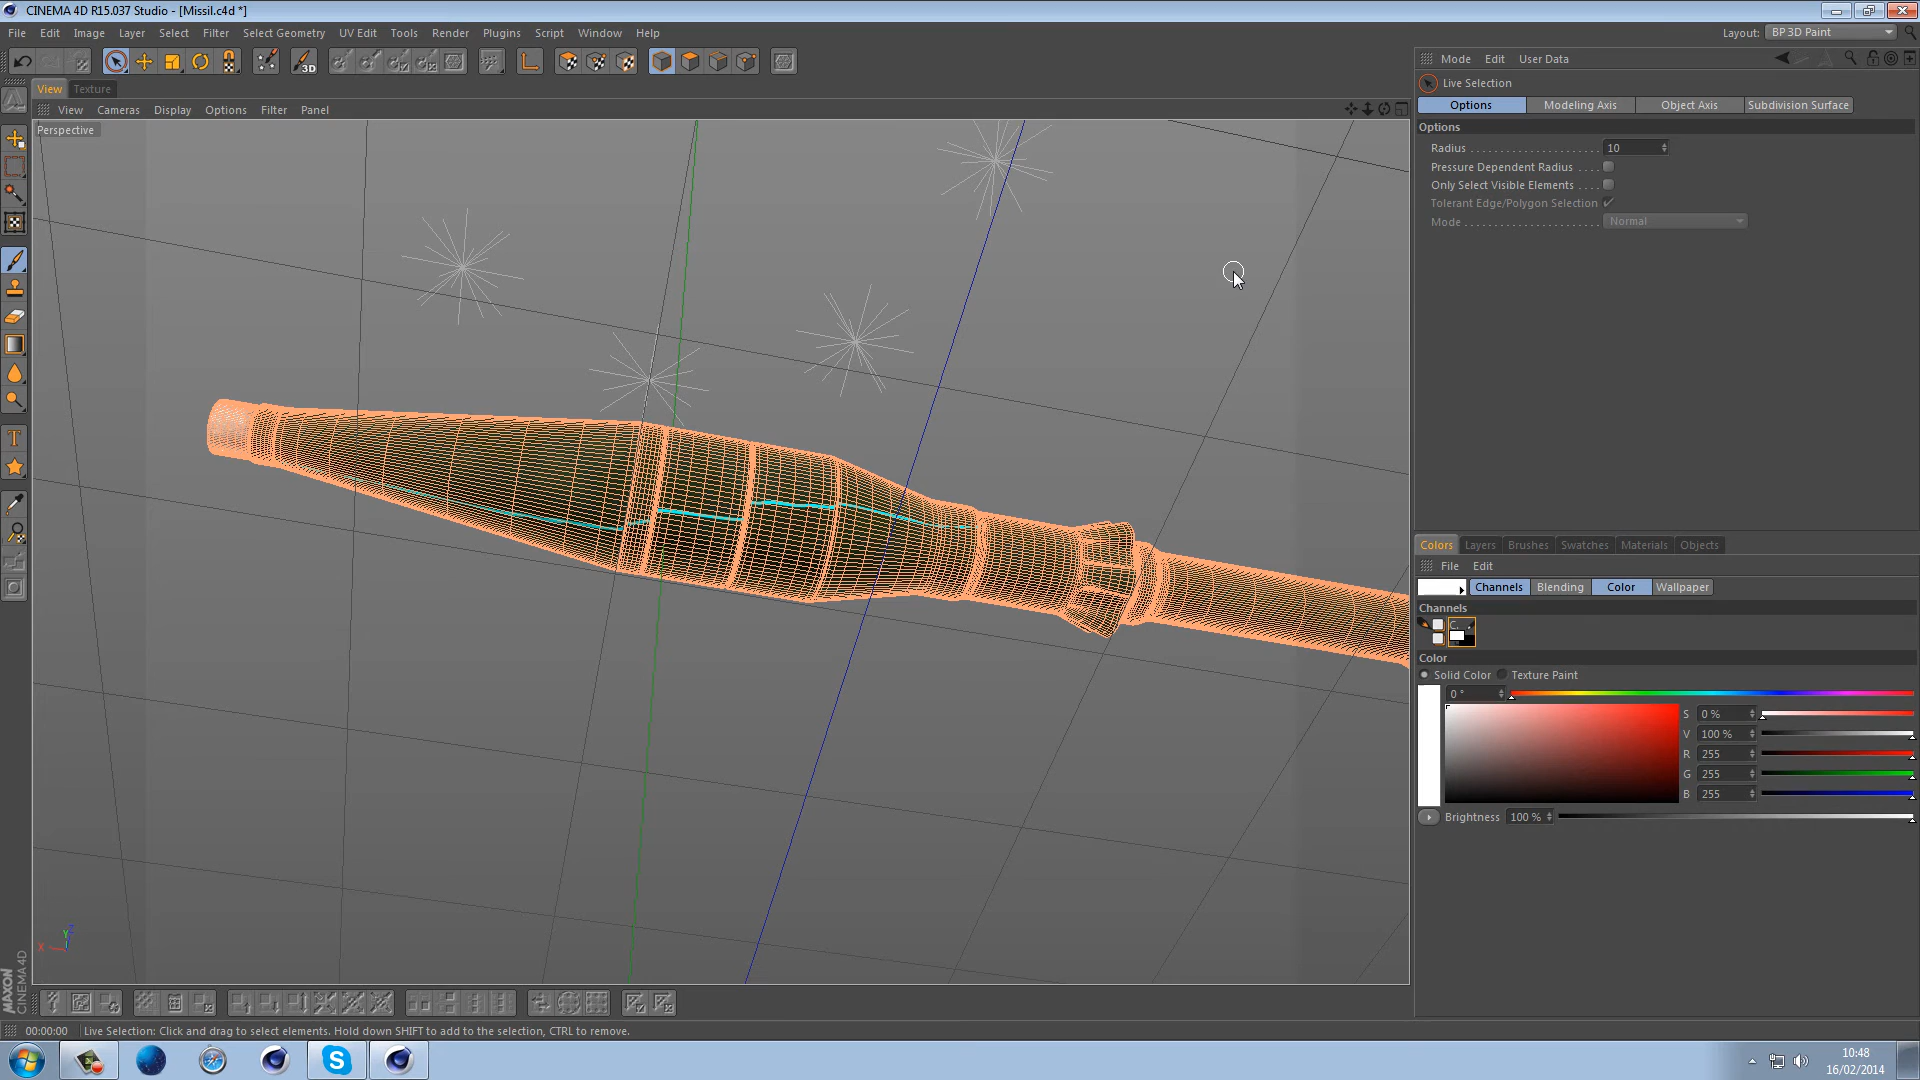 CINEMA 4D R15.037 Studio - [Missil.c4d *]
File Edit Image Layer Select Filter Select Geometry UV Edit Tools Render Plugins Script Window Help Layout: BP 3D Paint
3D
Mode Edit User Data
View Texture
Live Selection
View Cameras Display Options Filter Panel
Options Modeling Axis Object Axis Subdivision Surface
Perspective
Options
Radius 10
Pressure Dependent Radius
Only Select Visible Elements
Tolerant Edge/Polygon Selection
Mode Normal
Colors Layers Brushes Swatches Materials Objects
File Edit
Channels Blending Color Wallpaper
Channels
Color
Solid Color Texture Paint
0 °
S 0 %
V 100 %
R 255
G 255
B 255
Brightness 100 %
Y Z
X
MAXON
CINEMA 4D
00:00:00 Live Selection: Click and drag to select elements. Hold down SHIFT to add to the selection, CTRL to remove.
10:48
16/02/2014